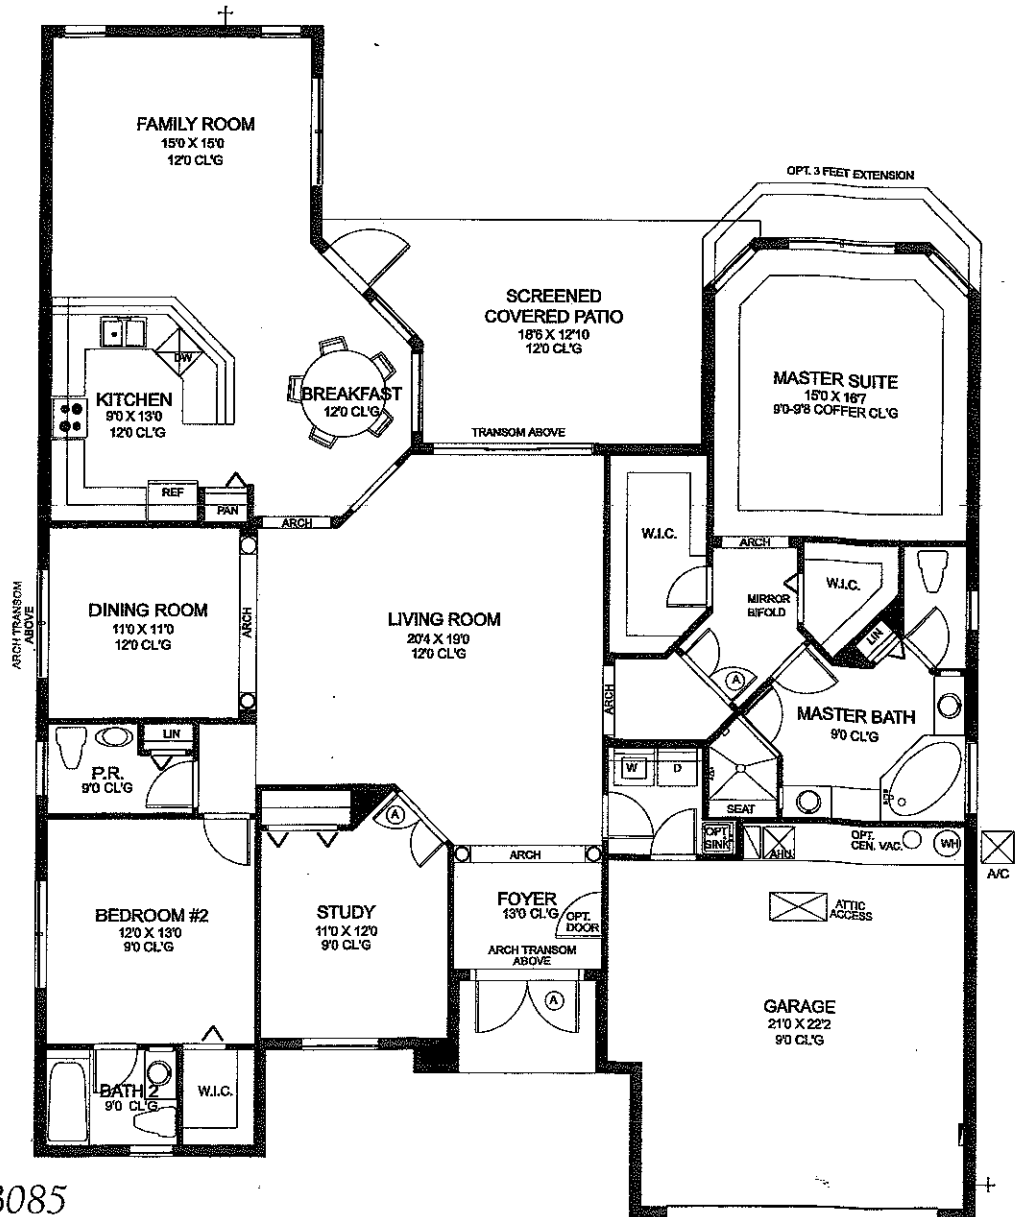 FAMILY ROOM
15'0 X 15'0
12'0 CL'G
OPT. 3 FEET EXTENSION
SCREENED
COVERED PATIO
18'6 X 12'10
12'0 CL'G
TRANSOM ABOVE
MASTER SUITE
15'0 X 16'7
9'0-9'8 COFFER CL'G
DW
KITCHEN
9'0 X 13'0
12'0 CL'G
BREAKFAST
12'0 CL'G
REF
PAN
ARCH
W.I.C.
ARCH
MIRROR
BIFOLD
W.I.C.
LIN
ARCH TRANSOM
ABOVE
DINING ROOM
11'0 X 11'0
12'0 CL'G
ARCH
LIVING ROOM
20'4 X 19'0
12'0 CL'G
ARCH
A
MASTER BATH
9'0 CL'G
LIN
P.R.
9'0 CL'G
W
D
SEAT
A
OPT.
SINK
AHU
OPT.
CEN. VAC.
WH
A/C
ARCH
BEDROOM #2
12'0 X 13'0
9'0 CL'G
STUDY
11'0 X 12'0
9'0 CL'G
FOYER
13'0 CL'G
OPT.
DOOR
ARCH TRANSOM
ABOVE
A
ATTIC
ACCESS
GARAGE
21'0 X 22'2
9'0 CL'G
BATH 2
9'0 CL'G
W.I.C.
3085